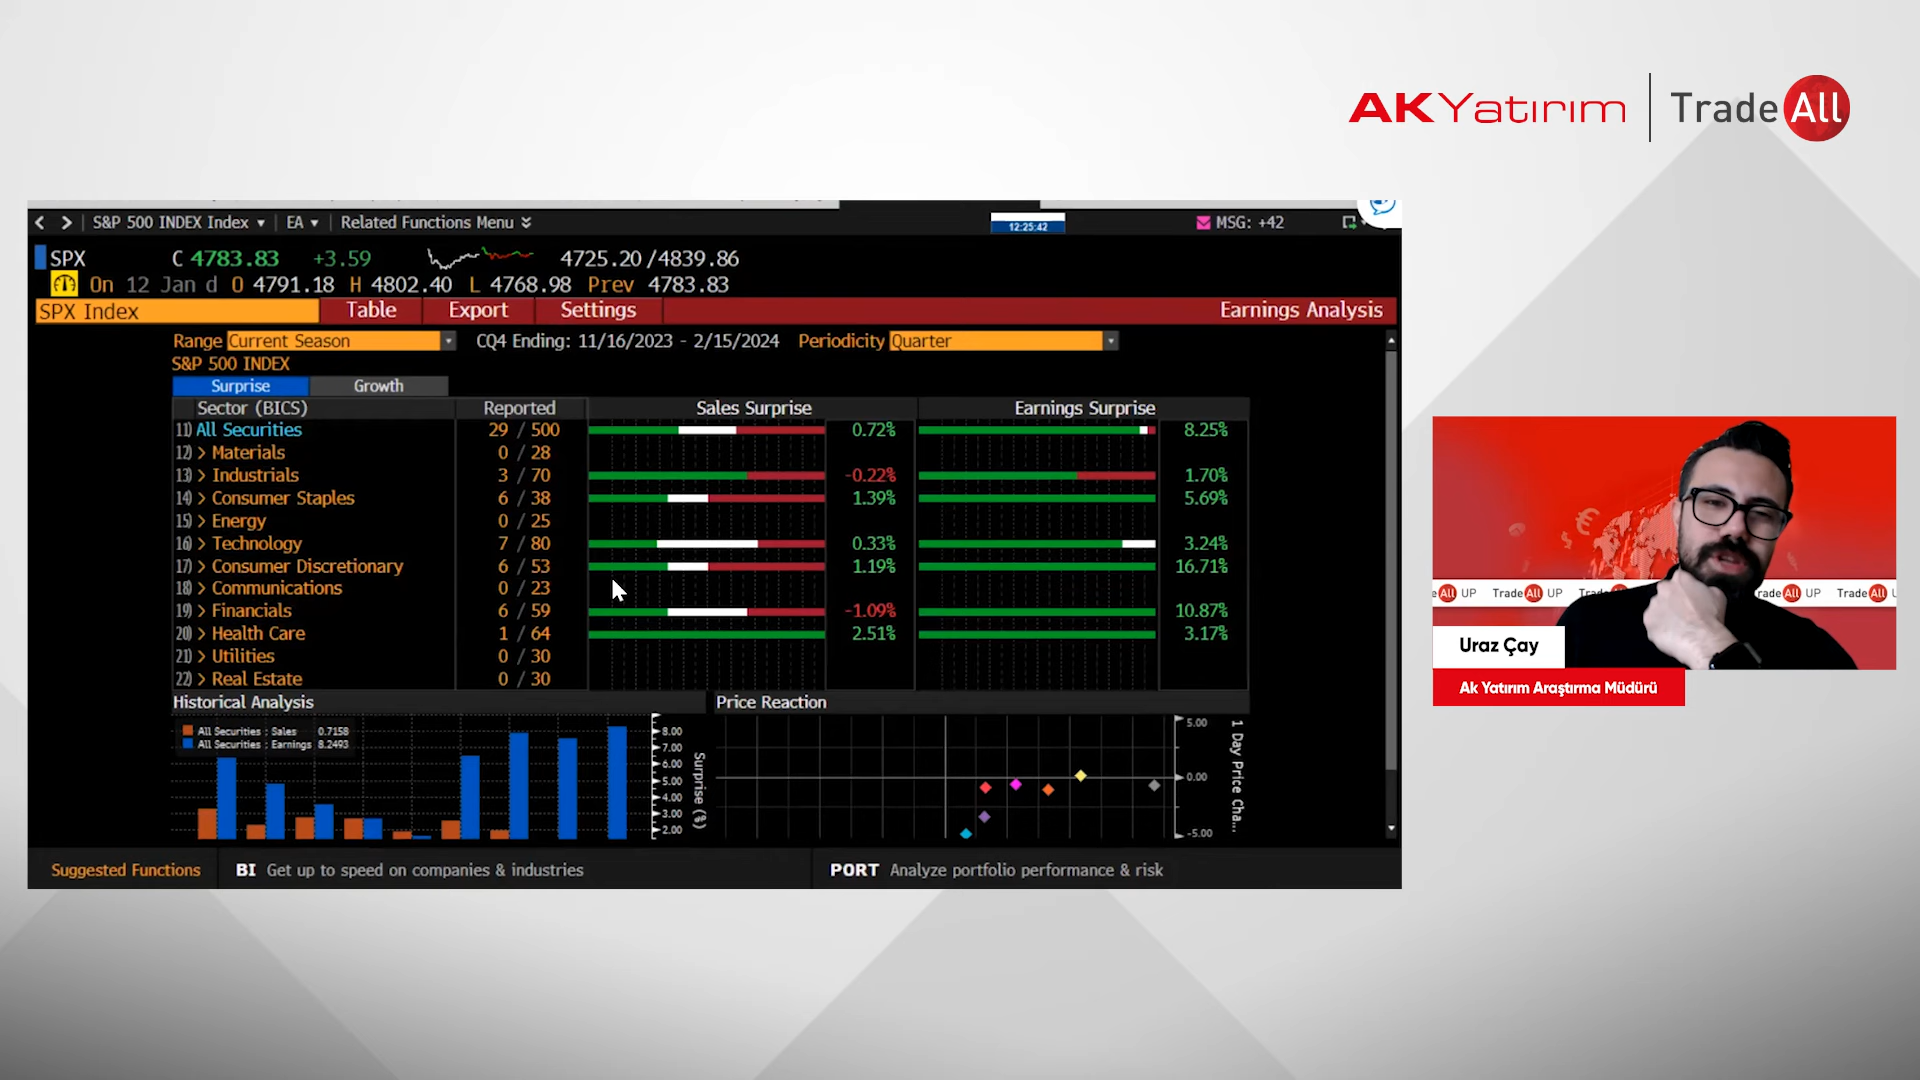 AKYatırım | TradeAll
S&P 500 INDEX Index EA Related Functions Menu 12:25:42 MSG: +42
SPX C 4783.83 +3.59 4725.20 /4839.86
On 12 Jan d O 4791.18 H 4802.40 L 4768.98 Prev 4783.83
SPX Index Table Export Settings Earnings Analysis
Range Current Season CQ4 Ending: 11/16/2023 - 2/15/2024 Periodicity Quarter
S&P 500 INDEX
Surprise Growth
Sector (BICS) Reported Sales Surprise Earnings Surprise
11) All Securities 29 / 500 0.72% 8.25%
12) > Materials 0 / 28
13) > Industrials 3 / 70 -0.22% 1.70%
14) > Consumer Staples 6 / 38 1.39% 5.69%
15) > Energy 0 / 25
16) > Technology 7 / 80 0.33% 3.24%
17) > Consumer Discretionary 6 / 53 1.19% 16.71%
18) > Communications 0 / 23
19) > Financials 6 / 59 -1.09% 10.87%
20) > Health Care 1 / 64 2.51% 3.17%
21) > Utilities 0 / 30
22) > Real Estate 0 / 30
Historical Analysis Price Reaction
All Securities : Sales 0.7158
All Securities : Earnings 8.2493
8.00
7.00
6.00
5.00
4.00
3.00
2.00
Surprise (%)
5.00
0.00
-5.00
1 Day Price Cha...
Suggested Functions BI Get up to speed on companies & industries PORT Analyze portfolio performance & risk
eAll UP TradeAll UP Trade radeAll UP TradeAll U
Uraz Çay
Ak Yatırım Araştırma Müdürü